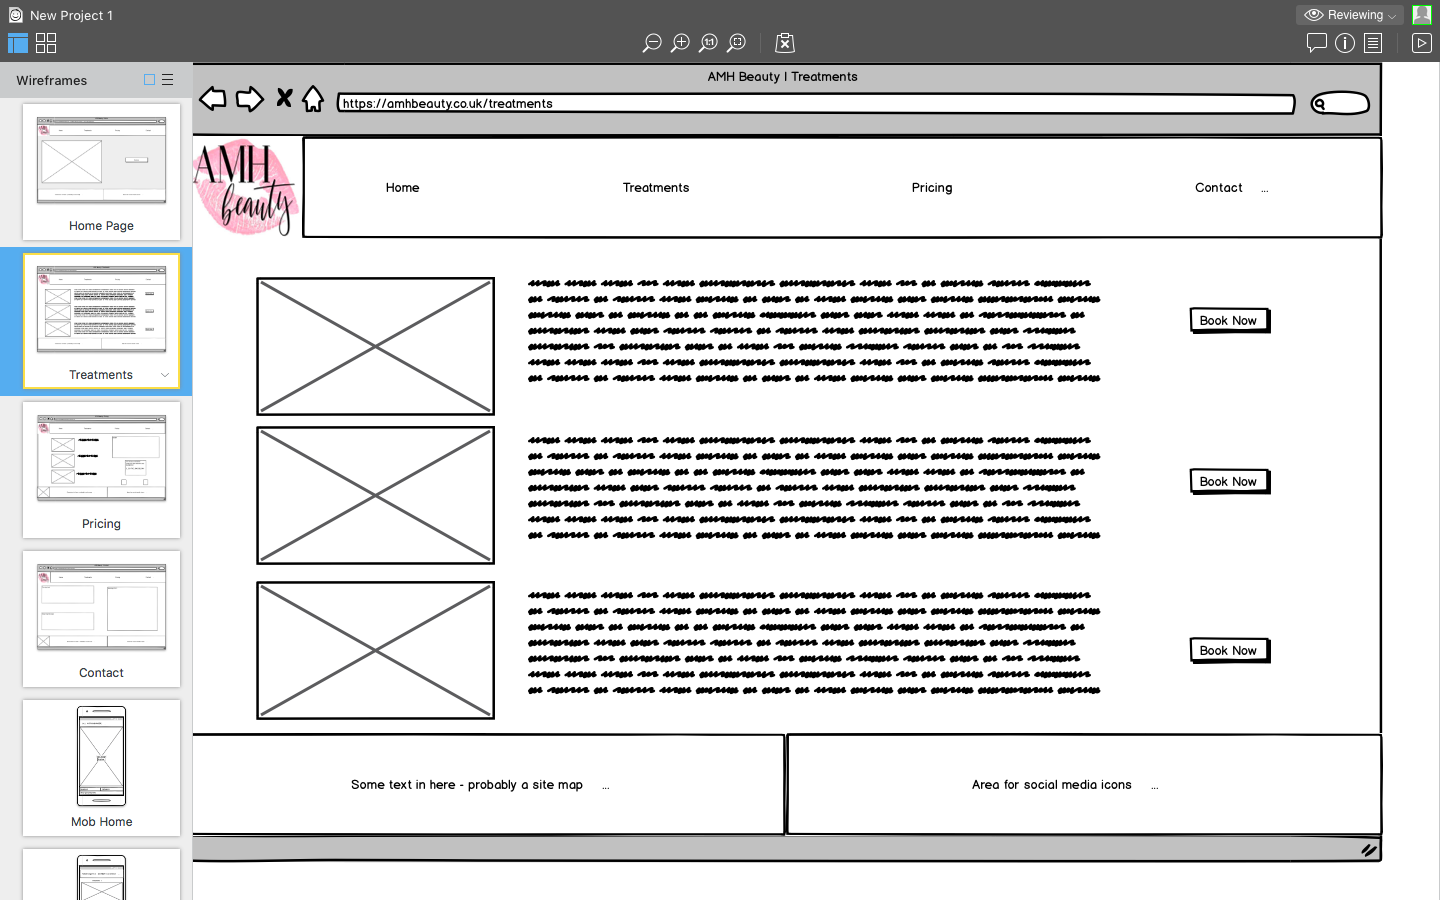 New Project 1
Reviewing
1:1
Wireframes
Home Page
Treatments
Pricing
Contact
Mob Home
AMH Beauty | Treatments
https://amhbeauty.co.uk/treatments
AMH
beauty
Home
Treatments
Pricing
Contact ...
Book Now
Book Now
Book Now
Some text in here - probably a site map ...
Area for social media icons ...